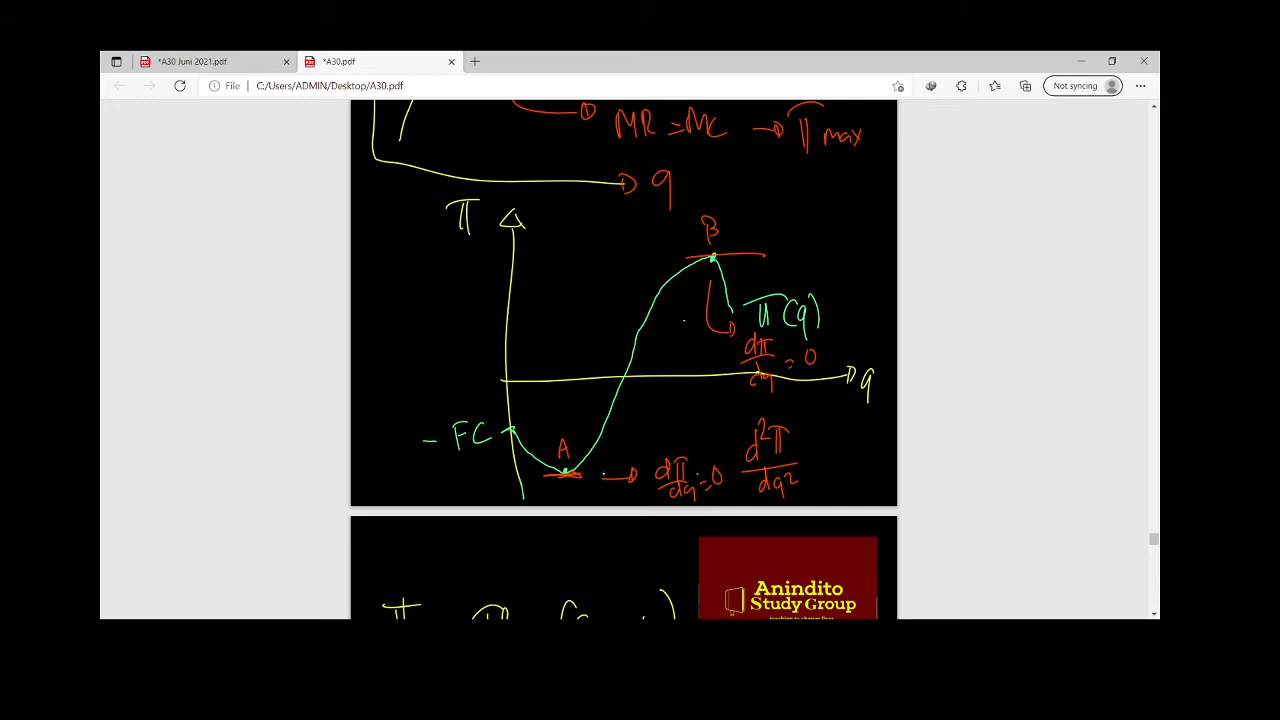 *A30 Juni 2021.pdf
*A30.pdf
File
C:/Users/ADMIN/Desktop/A30.pdf
Not syncing
MR = MC → π max
q
π
B
π(q)
dπ/dq = 0
q
- FC
A
→ dπ/dq = 0
d²π/dq²
Anindito
Study Group